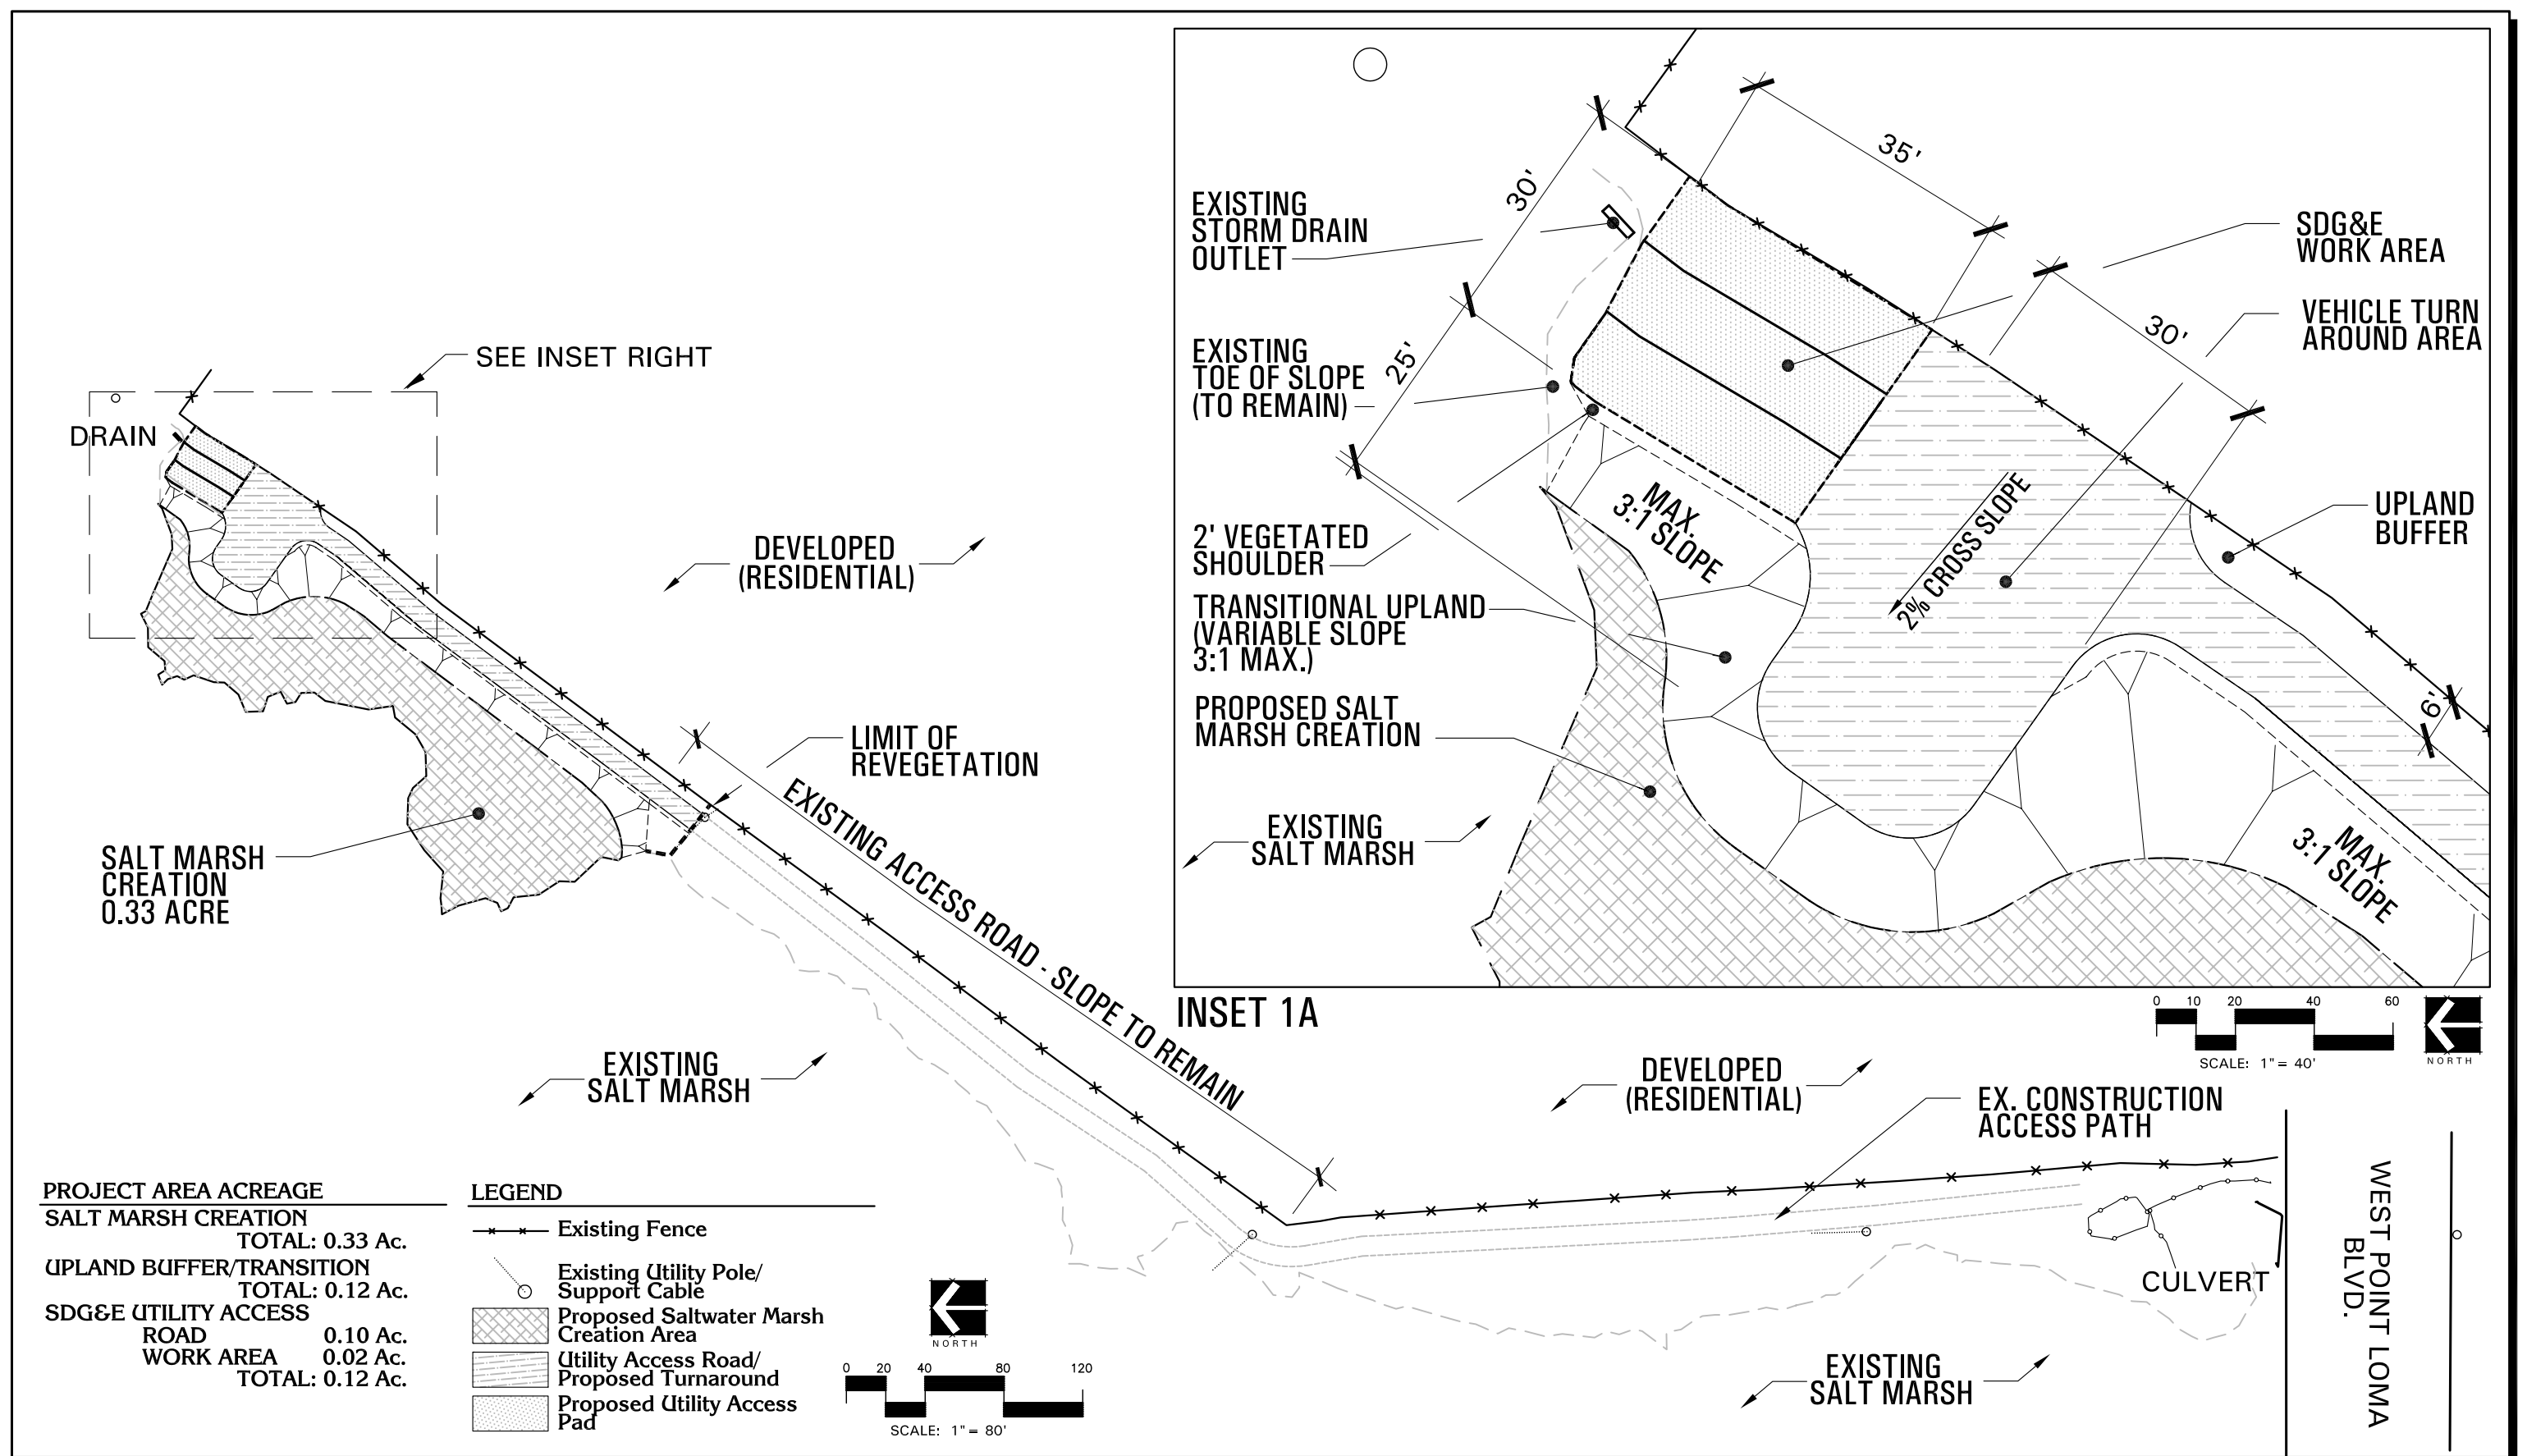 SEE INSET RIGHT
DRAIN
DEVELOPED
(RESIDENTIAL)
LIMIT OF
REVEGETATION
EXISTING ACCESS ROAD - SLOPE TO REMAIN
SALT MARSH
CREATION
0.33 ACRE
EXISTING
SALT MARSH
35'
30'
25'
30'
6'
EXISTING
STORM DRAIN
OUTLET
EXISTING
TOE OF SLOPE
(TO REMAIN)
2' VEGETATED
SHOULDER
TRANSITIONAL UPLAND
(VARIABLE SLOPE
3:1 MAX.)
PROPOSED SALT
MARSH CREATION
EXISTING
SALT MARSH
MAX.
3:1 SLOPE
2% CROSS SLOPE
MAX.
3:1 SLOPE
SDG&E
WORK AREA
VEHICLE TURN
AROUND AREA
UPLAND
BUFFER
INSET 1A
0 10 20 40 60
SCALE: 1"= 40'
NORTH
DEVELOPED
(RESIDENTIAL)
EX. CONSTRUCTION
ACCESS PATH
CULVERT
WEST POINT LOMA
BLVD.
EXISTING
SALT MARSH
PROJECT AREA ACREAGE
SALT MARSH CREATION
TOTAL: 0.33 Ac.
UPLAND BUFFER/TRANSITION
TOTAL: 0.12 Ac.
SDG&E UTILITY ACCESS
ROAD 0.10 Ac.
WORK AREA 0.02 Ac.
TOTAL: 0.12 Ac.
LEGEND
Existing Fence
Existing Utility Pole/
Support Cable
Proposed Saltwater Marsh
Creation Area
Utility Access Road/
Proposed Turnaround
Proposed Utility Access
Pad
NORTH
0 20 40 80 120
SCALE: 1"= 80'